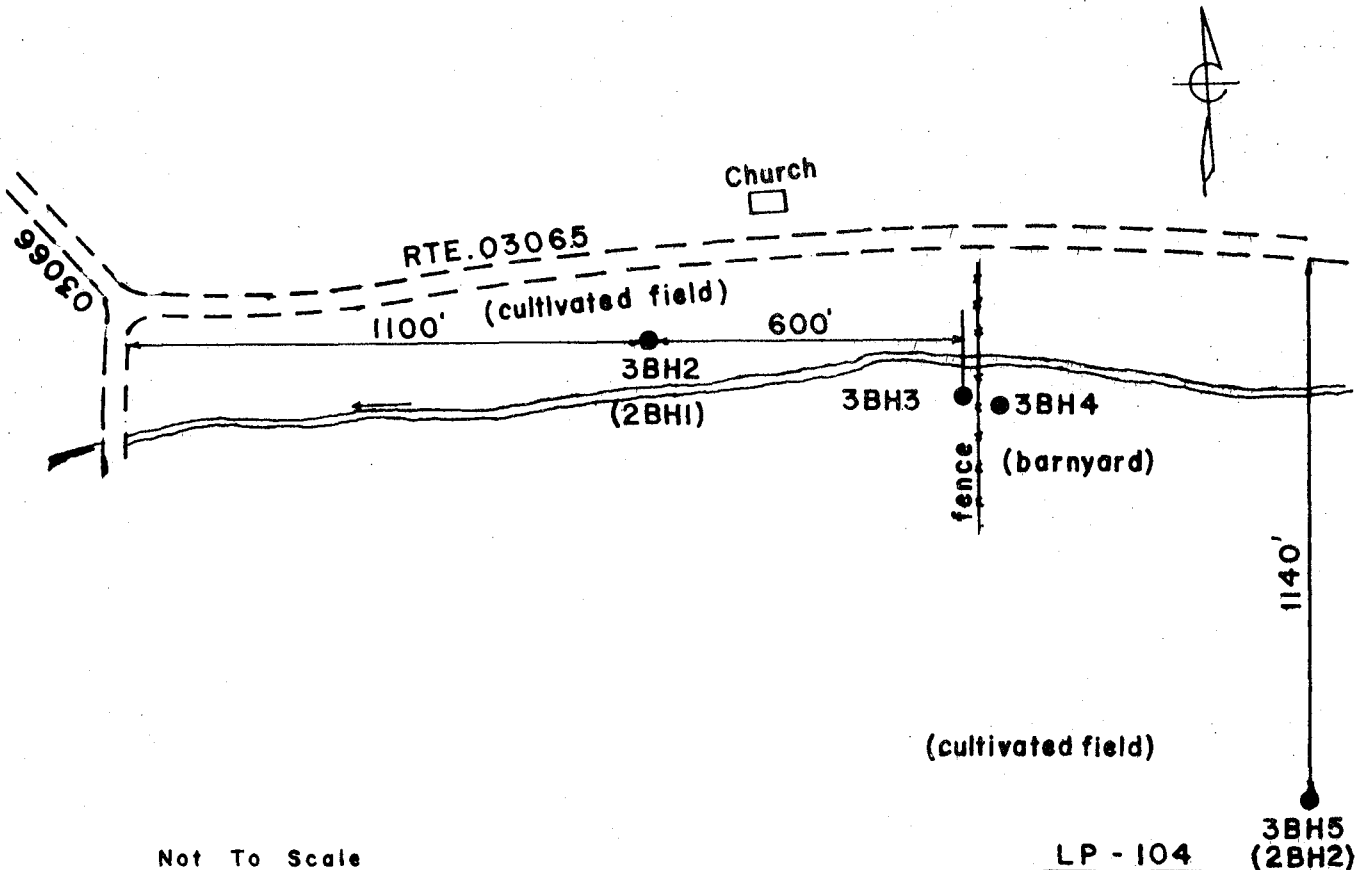 Church
RTE.03065
03066
(cultivated field)
1100'
600'
3BH2
(2BH1)
3BH3
3BH4
fence
(barnyard)
1140'
(cultivated field)
3BH5
(2BH2)
Not To Scale
LP - 104